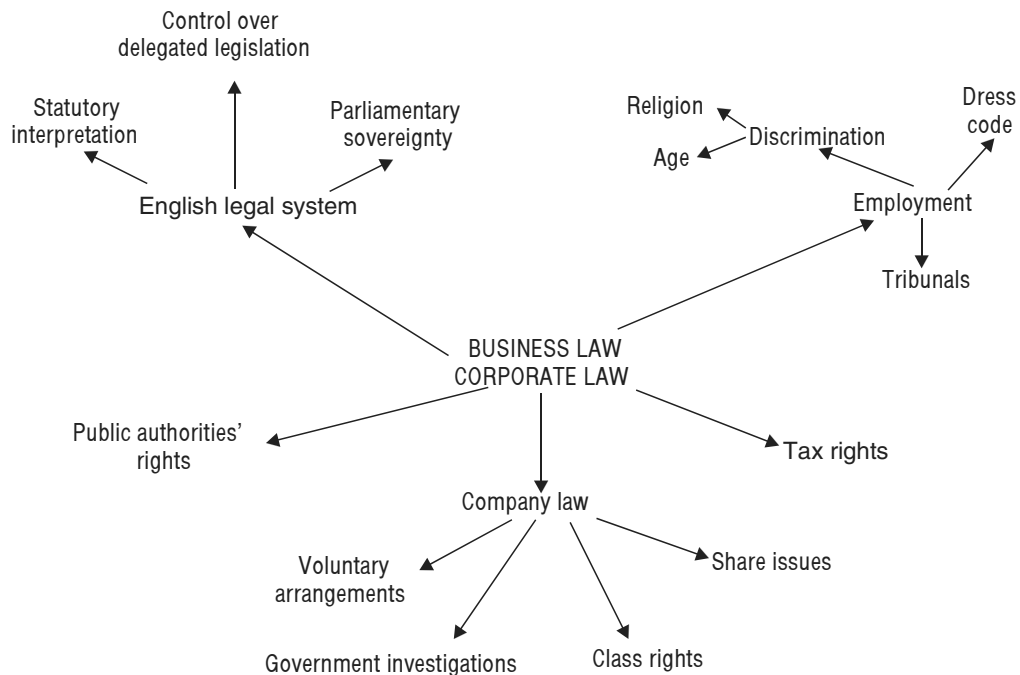 Control over
delegated legislation
Statutory
interpretation
Parliamentary
sovereignty
English legal system
Religion
Age
Discrimination
Dress
code
Employment
Tribunals
BUSINESS LAW
CORPORATE LAW
Public authorities’
rights
Tax rights
Company law
Voluntary
arrangements
Share issues
Government investigations
Class rights